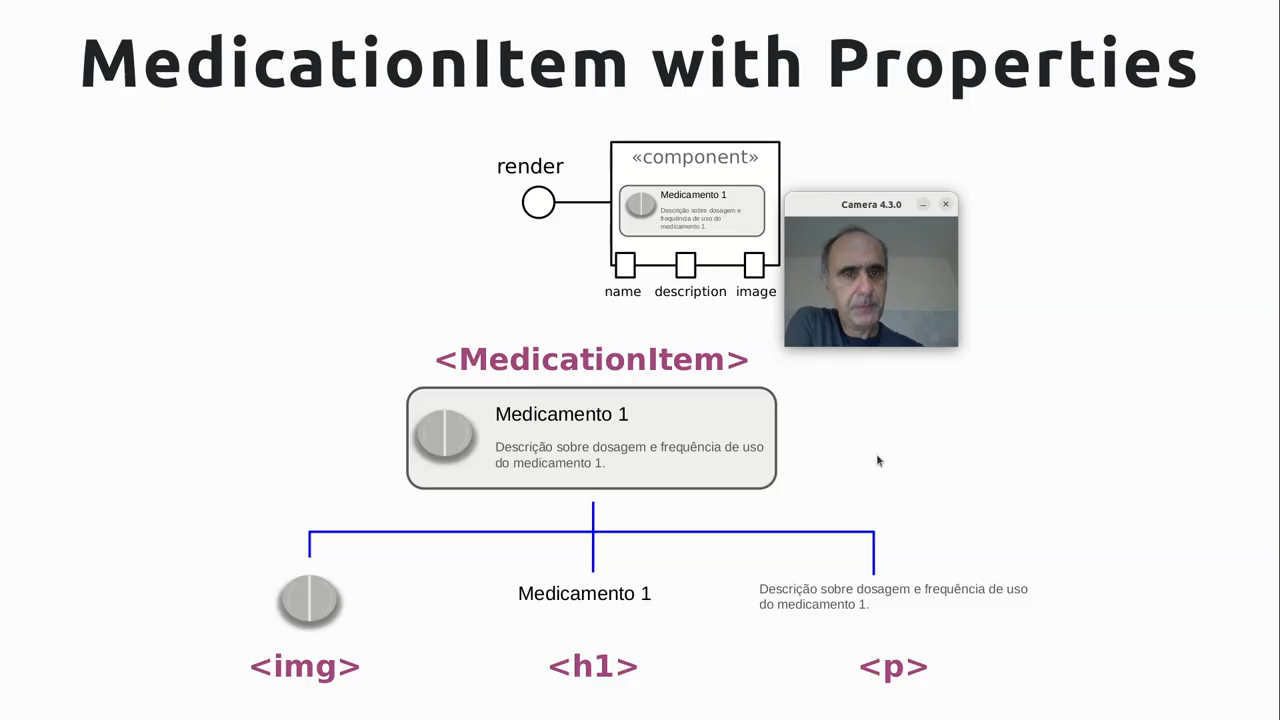 MedicationItem with Properties
render
«component»
Medicamento 1
Descrição sobre dosagem e
frequência de uso do
medicamento 1.
name description image
Camera 4.3.0
<MedicationItem>
Medicamento 1
Descrição sobre dosagem e frequência de uso
do medicamento 1.
Medicamento 1
Descrição sobre dosagem e frequência de uso
do medicamento 1.
<img> <h1> <p>